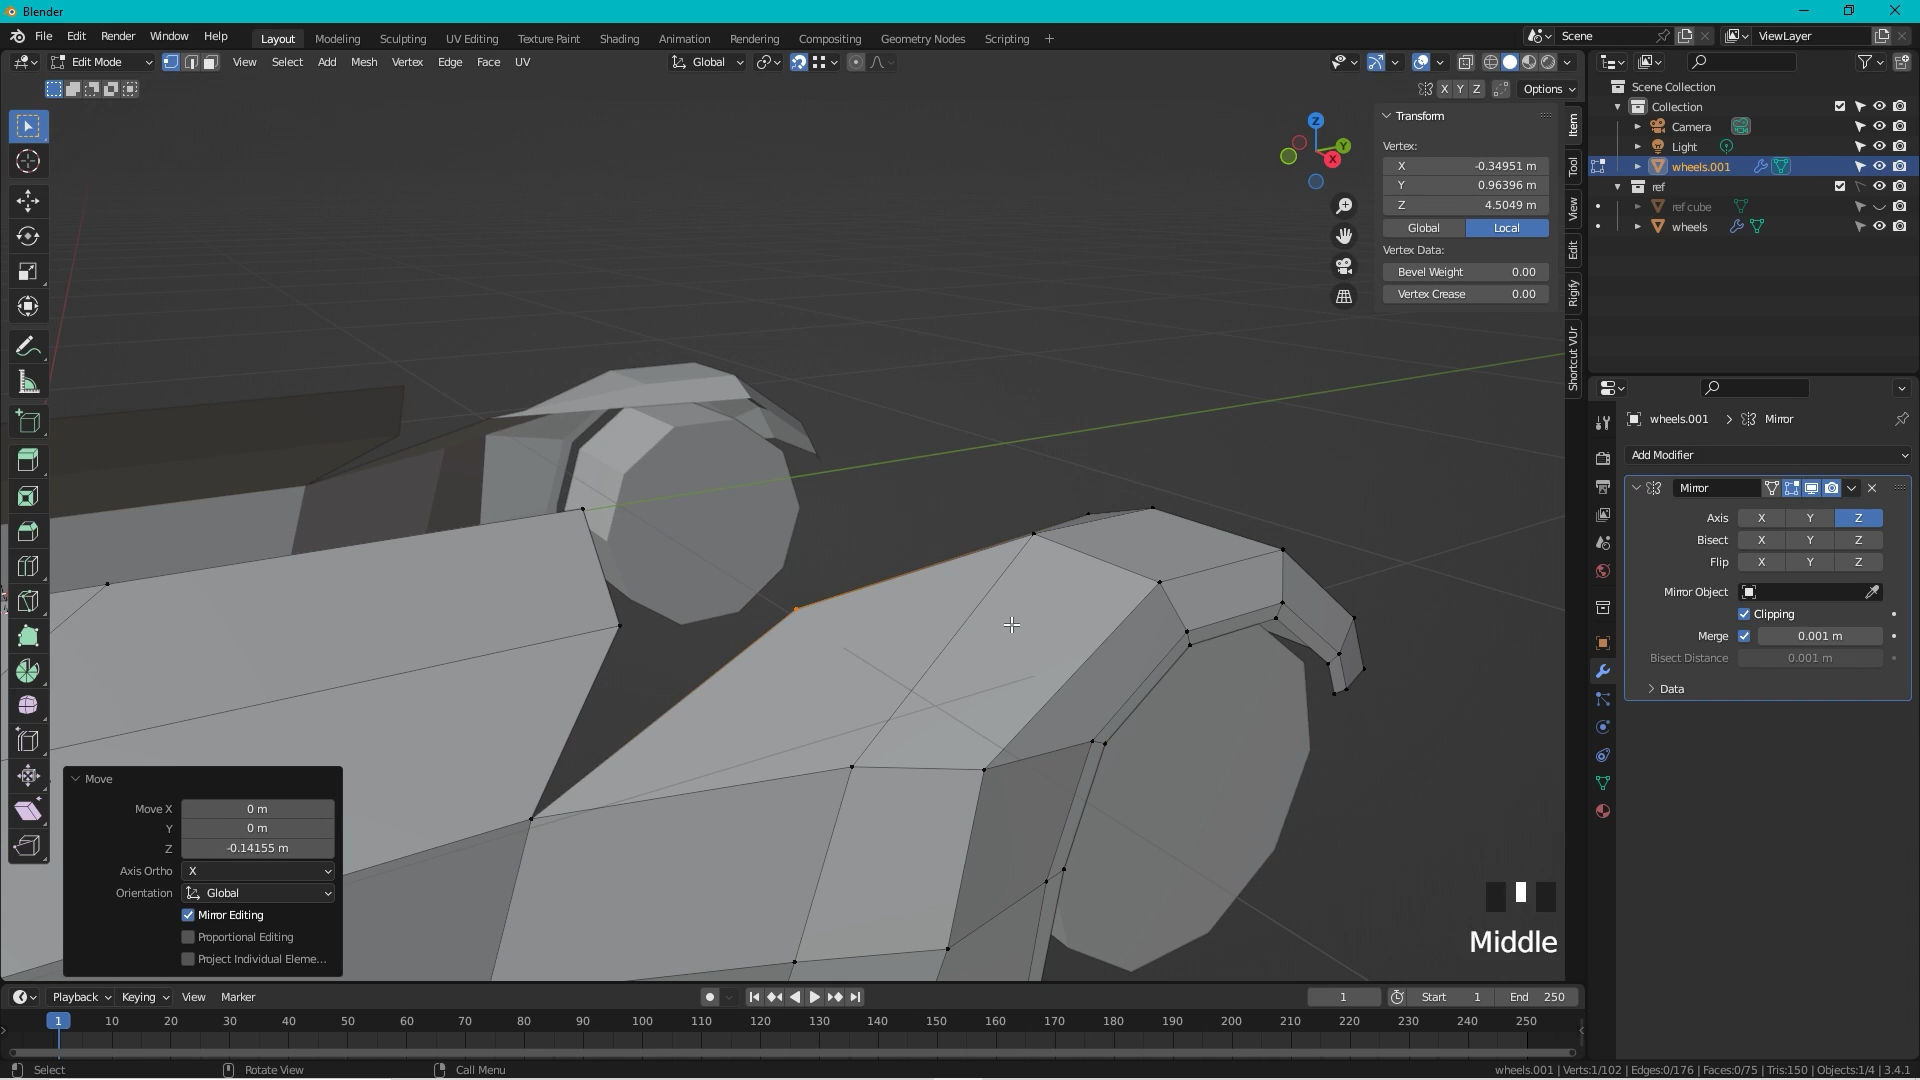 Blender
File Edit Render Window Help
Layout Modeling Sculpting UV Editing Texture Paint Shading Animation Rendering Compositing Geometry Nodes Scripting +
Scene
ViewLayer
Edit Mode View Select Add Mesh Vertex Edge Face UV
Global
X Y Z Options
Z
Y
X
Transform
Vertex:
X -0.34951 m
Y 0.96396 m
Z 4.5049 m
Global Local
Vertex Data:
Bevel Weight 0.00
Vertex Crease 0.00
Item
Tool
View
Edit
Rigify
Shortcut VUr
Scene Collection
Collection
Camera
Light
wheels.001
ref
ref cube
wheels
wheels.001 > Mirror
Add Modifier
Mirror
Axis X Y Z
Bisect X Y Z
Flip X Y Z
Mirror Object
Clipping
Merge 0.001 m
Bisect Distance 0.001 m
Data
Move
Move X 0 m
Y 0 m
Z -0.14155 m
Axis Ortho X
Orientation Global
Mirror Editing
Proportional Editing
Project Individual Eleme...
Middle
Playback Keying View Marker
1 Start 1 End 250
1 10 20 30 40 50 60 70 80 90 100 110 120 130 140 150 160 170 180 190 200 210 220 230 240 250
Select Rotate View Call Menu
wheels.001 | Verts:1/102 | Edges:0/176 | Faces:0/75 | Tris:150 | Objects:1/4 | 3.4.1